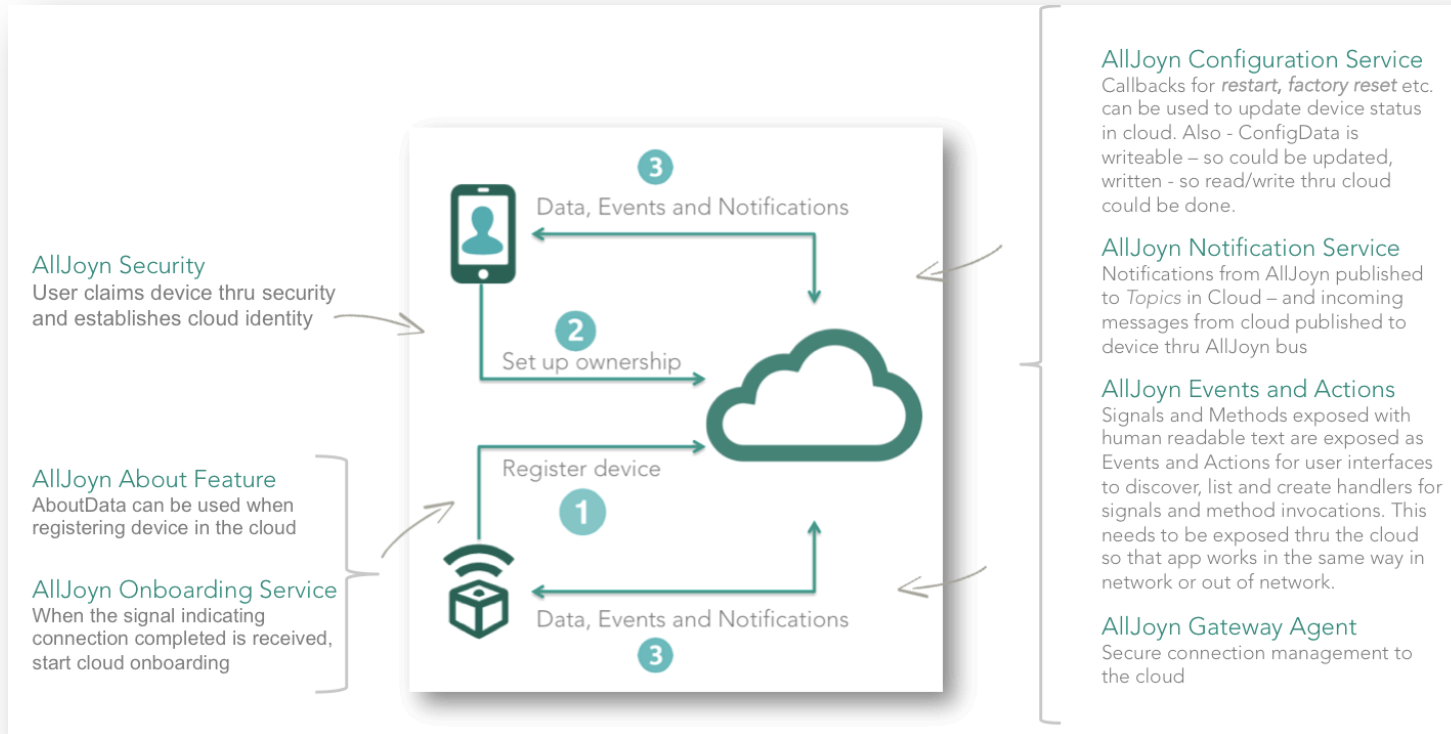 AllJoyn Security
User claims device thru security
and establishes cloud identity
AllJoyn About Feature
AboutData can be used when
registering device in the cloud
AllJoyn Onboarding Service
When the signal indicating
connection completed is received,
start cloud onboarding
3
Data, Events and Notifications
2
Set up ownership
Register device
1
Data, Events and Notifications
3
AllJoyn Configuration Service
Callbacks for restart, factory reset etc.
can be used to update device status
in cloud. Also - ConfigData is
writeable – so could be updated,
written - so read/write thru cloud
could be done.
AllJoyn Notification Service
Notifications from AllJoyn published
to Topics in Cloud – and incoming
messages from cloud published to
device thru AllJoyn bus
AllJoyn Events and Actions
Signals and Methods exposed with
human readable text are exposed as
Events and Actions for user interfaces
to discover, list and create handlers for
signals and method invocations. This
needs to be exposed thru the cloud
so that app works in the same way in
network or out of network.
AllJoyn Gateway Agent
Secure connection management to
the cloud